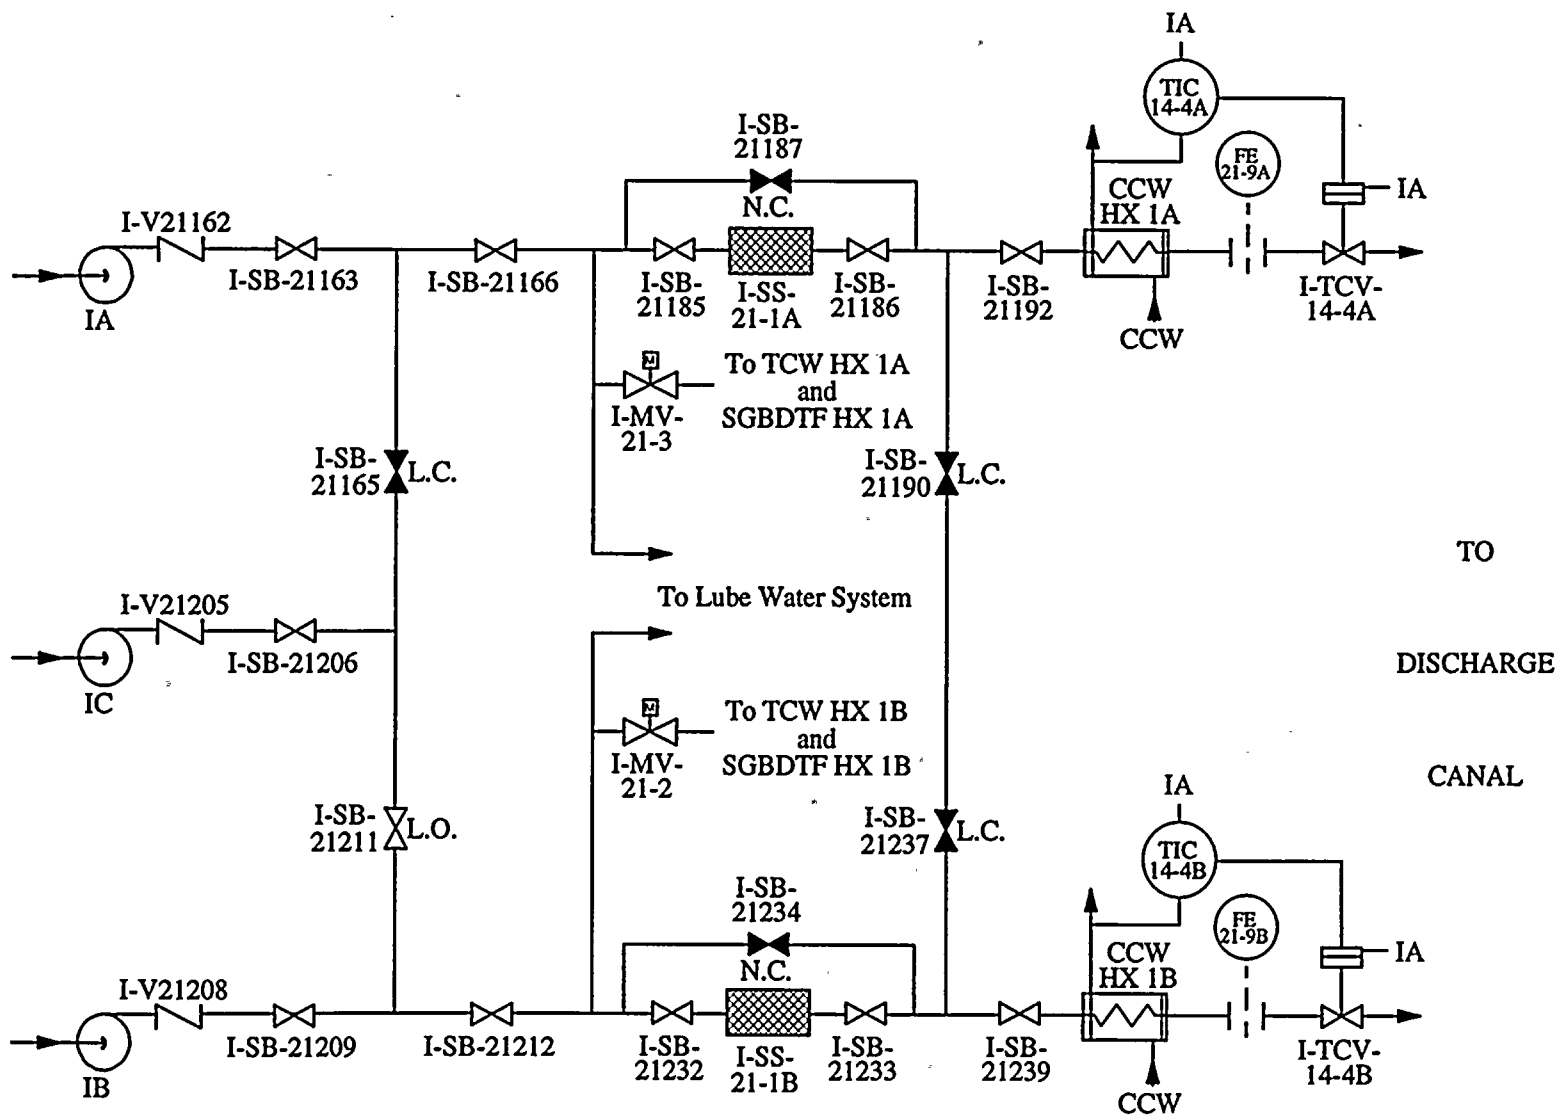 IA
TIC
14-4A
I-SB-
21187
N.C.
FE
21-9A
CCW
HX 1A
IA
I-V21162
I-SB-21163
I-SB-21166
I-SB-
21185
I-SS-
21-1A
I-SB-
21186
I-SB-
21192
I-TCV-
14-4A
IA
CCW
M
To TCW HX 1A
and
SGBDTF HX 1A
I-MV-
21-3
I-SB-
21165
L.C.
I-SB-
21190
L.C.
TO
To Lube Water System
I-V21205
I-SB-21206
IC
DISCHARGE
M
To TCW HX 1B
and
SGBDTF HX 1B
I-MV-
21-2
CANAL
I-SB-
21211
L.O.
I-SB-
21237
L.C.
IA
TIC
14-4B
I-SB-
21234
N.C.
FE
21-9B
CCW
HX 1B
IA
I-V21208
I-SB-21209
I-SB-21212
I-SB-
21232
I-SS-
21-1B
I-SB-
21233
I-SB-
21239
I-TCV-
14-4B
IB
CCW